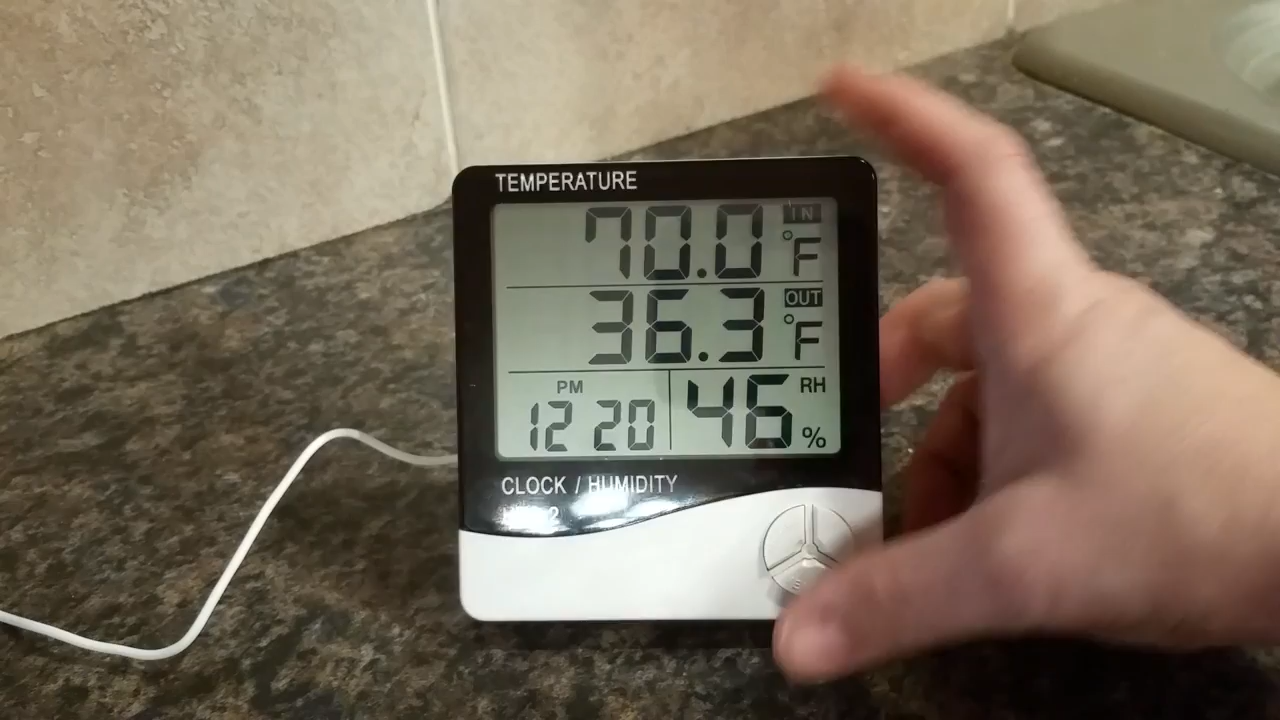 TEMPERATURE
70.0 °F IN
36.3 °F OUT
PM
12 20
46 % RH
CLOCK / HUMIDITY